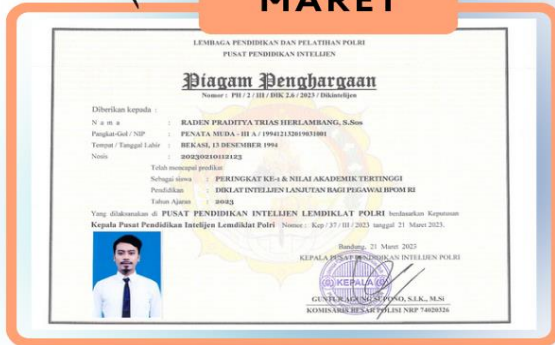 MARET
LEMBAGA PENDIDIKAN DAN PELATIHAN POLRI
PUSAT PENDIDIKAN INTELIJEN
Piagam Penghargaan
Nomor : PH / 2 / III / DIK 2.6 / 2023 / Dikintelijen
Diberikan kepada :
N a m a : RADEN PRADITYA TRIAS HERLAMBANG, S.Sos
Pangkat-Gol / NIP : PENATA MUDA - III A / 199412132019031001
Tempat / Tanggal Lahir : BEKASI, 13 DESEMBER 1994
Nosis : 20230210112123
Telah mencapai predikat
Sebagai siswa : PERINGKAT KE-1 & NILAI AKADEMIK TERTINGGI
Pendidikan : DIKLAT INTELIJEN LANJUTAN BAGI PEGAWAI BPOM RI
Tahun Ajaran : 2023
Yang dilaksanakan di PUSAT PENDIDIKAN INTELIJEN LEMDIKLAT POLRI berdasarkan Keputusan
Kepala Pusat Pendidikan Intelijen Lemdiklat Polri Nomor : Kep / 37 / III / 2023 tanggal 21 Maret 2023.
Bandung, 21 Maret 2023
KEPALA PUSAT PENDIDIKAN INTELIJEN POLRI
KEPALA
GUNTUR AGUNG SUPONO, S.I.K., M.Si
KOMISARIS BESAR POLISI NRP 74020326